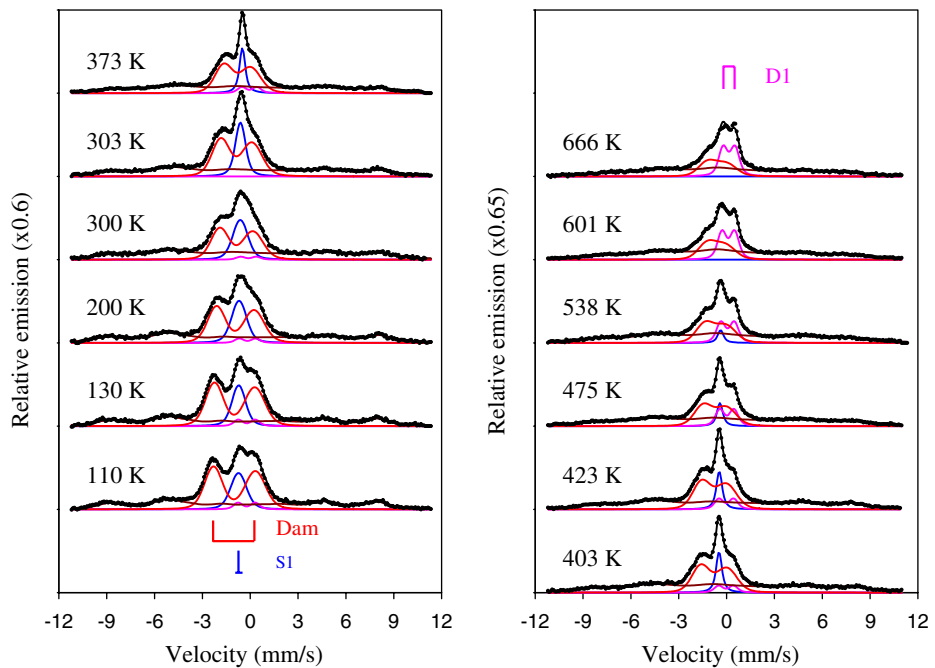 Relative emission (x0.6)
373 K
303 K
300 K
200 K
130 K
110 K
Dam
S1
-12 -9 -6 -3 0 3 6 9 12
Velocity (mm/s)
Relative emission (x0.65)
D1
666 K
601 K
538 K
475 K
423 K
403 K
-12 -9 -6 -3 0 3 6 9 12
Velocity (mm/s)